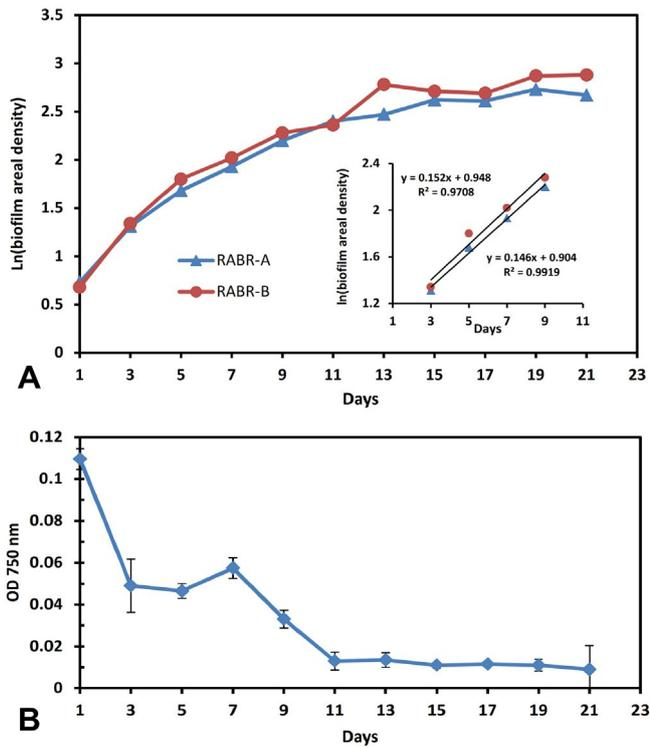 3.5
3
2.5
2
1.5
1
0.5
0
Ln(biofilm areal density)
RABR-A
RABR-B
2.4
2
1.6
1.2
ln(biofilm areal density)
y = 0.152x + 0.948
R² = 0.9708
y = 0.146x + 0.904
R² = 0.9919
1 3 5 7 9 11
Days
1 3 5 7 9 11 13 15 17 19 21 23
Days
A
0.12
0.1
0.08
0.06
0.04
0.02
0
OD 750 nm
1 3 5 7 9 11 13 15 17 19 21 23
Days
B